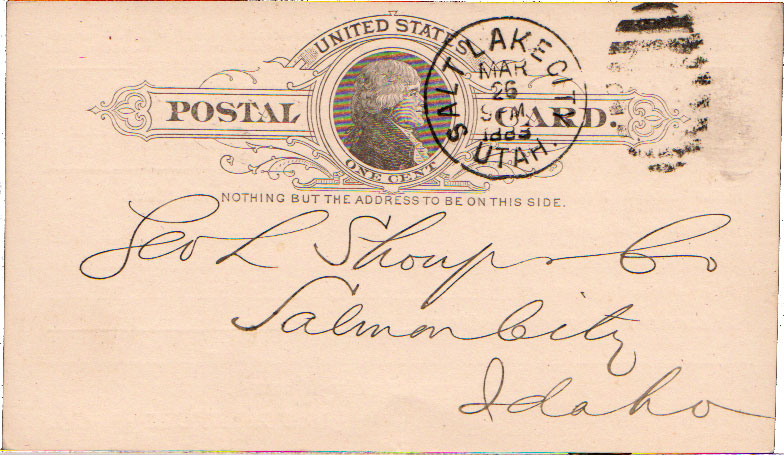 UNITED STATES
POSTAL CARD.
ONE CENT
SALT LAKE CITY
MAR
26
UTAH.
NOTHING BUT THE ADDRESS TO BE ON THIS SIDE.
Geo L Shoup & Co
Salmon City
Idaho